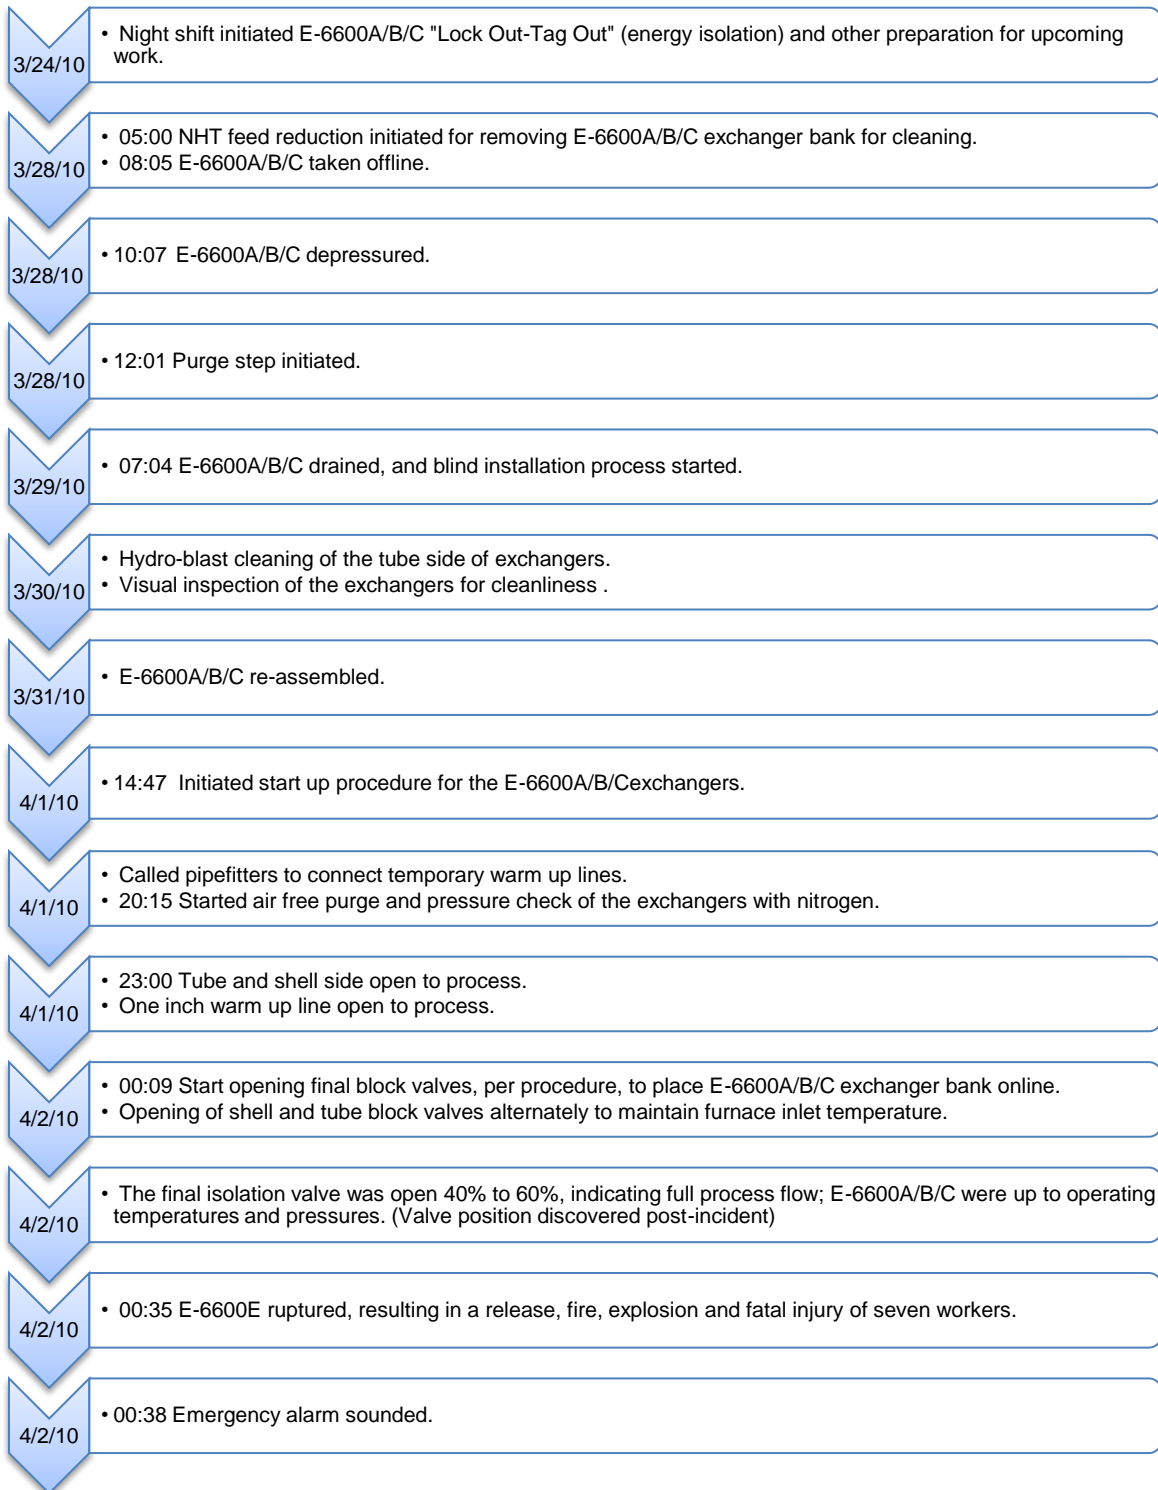 3/24/10
• Night shift initiated E-6600A/B/C "Lock Out-Tag Out" (energy isolation) and other preparation for upcoming
work.
3/28/10
• 05:00 NHT feed reduction initiated for removing E-6600A/B/C exchanger bank for cleaning.
• 08:05 E-6600A/B/C taken offline.
3/28/10
• 10:07 E-6600A/B/C depressured.
3/28/10
• 12:01 Purge step initiated.
3/29/10
• 07:04 E-6600A/B/C drained, and blind installation process started.
3/30/10
• Hydro-blast cleaning of the tube side of exchangers.
• Visual inspection of the exchangers for cleanliness .
3/31/10
• E-6600A/B/C re-assembled.
4/1/10
• 14:47 Initiated start up procedure for the E-6600A/B/Cexchangers.
4/1/10
• Called pipefitters to connect temporary warm up lines.
• 20:15 Started air free purge and pressure check of the exchangers with nitrogen.
4/1/10
• 23:00 Tube and shell side open to process.
• One inch warm up line open to process.
4/2/10
• 00:09 Start opening final block valves, per procedure, to place E-6600A/B/C exchanger bank online.
• Opening of shell and tube block valves alternately to maintain furnace inlet temperature.
4/2/10
• The final isolation valve was open 40% to 60%, indicating full process flow; E-6600A/B/C were up to operating
temperatures and pressures. (Valve position discovered post-incident)
4/2/10
• 00:35 E-6600E ruptured, resulting in a release, fire, explosion and fatal injury of seven workers.
4/2/10
• 00:38 Emergency alarm sounded.